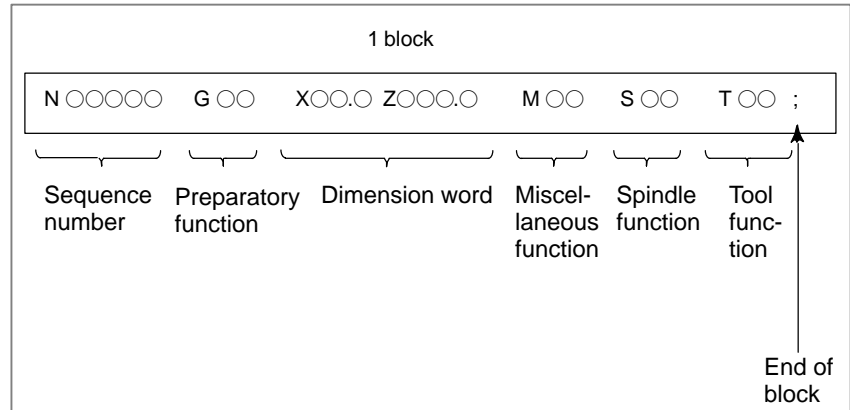 1 block
N ○○○○○ G ○○ X○○.○ Z○○○.○ M ○○ S ○○ T ○○ ;
Sequence number
Preparatory function
Dimension word
Miscel-
laneous
function
Spindle
function
Tool
func-
tion
End of
block